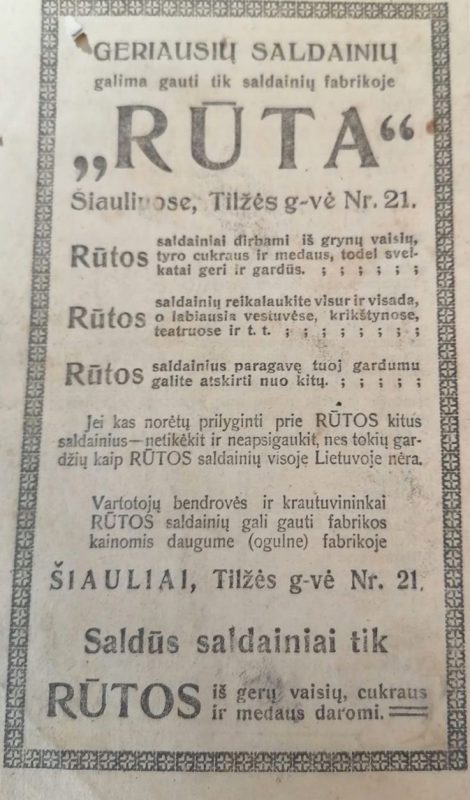 GERIAUSIŲ SALDAINIŲ
galima gauti tik saldainių fabrikoje
„RŪTA“
Šiauliuose, Tilžės g-vė Nr. 21.
Rūtos saldainiai dirbami iš grynų vaisių,
tyro cukraus ir medaus, todel svei-
katai geri ir gardūs. ; ; ; ; ; ;
Rūtos saldainių reikalaukite visur ir visada,
o labiausia vestuvėse, krikštynose,
teatruose ir t. t. ; ; ; ; ; ; ; ;
Rūtos saldainius paragavę tuoj gardumu
galite atskirti nuo kitų. ; ; ; ; ;
Jei kas norėtų prilyginti prie RŪTOS kitus
saldainius—netikėkit ir neapsigaukit, nes tokių gar-
džių kaip RŪTOS saldainių visoje Lietuvoje nėra.
Vartotojų bendrovės ir krautuvininkai
RŪTOS saldainių gali gauti fabrikos
kainomis daugume (ogulne) fabrikoje
ŠIAULIAI, Tilžės g-vė Nr. 21.
Saldūs saldainiai tik
RŪTOS iš gerų vaisių, cukraus
ir medaus daromi.